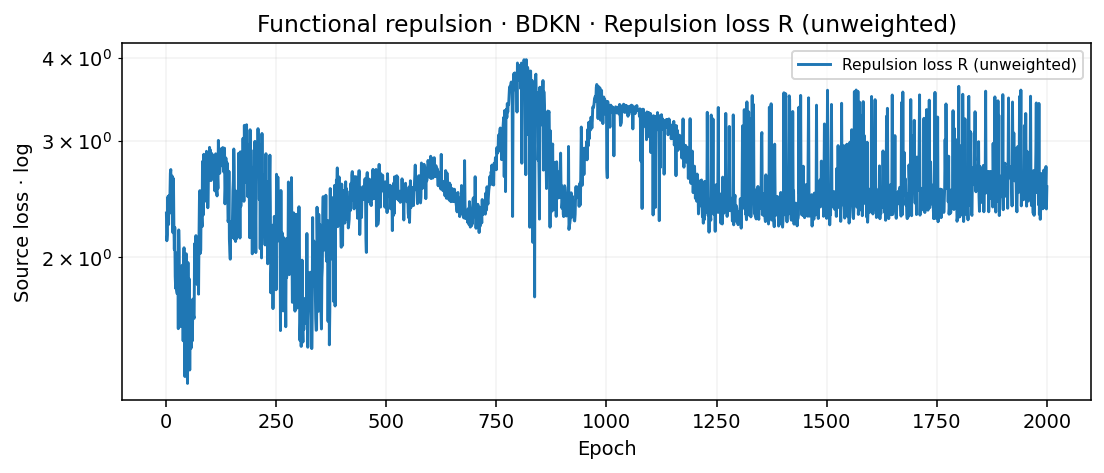 Functional repulsion · BDKN · Repulsion loss R (unweighted)
Repulsion loss R (unweighted)
Source loss · log
4 × 10⁰
3 × 10⁰
2 × 10⁰
0 250 500 750 1000 1250 1500 1750 2000
Epoch